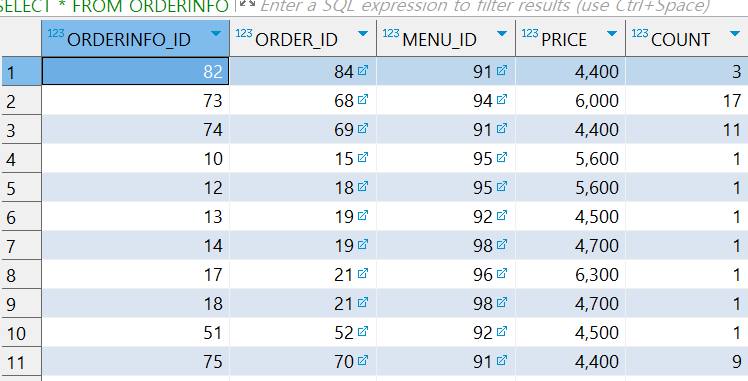 SELECT * FROM ORDERINFO Enter a SQL expression to filter results (use Ctrl+Space)
123 ORDERINFO_ID 123 ORDER_ID 123 MENU_ID 123 PRICE 123 COUNT
1 82 84 91 4,400 3
2 73 68 94 6,000 17
3 74 69 91 4,400 11
4 10 15 95 5,600 1
5 12 18 95 5,600 1
6 13 19 92 4,500 1
7 14 19 98 4,700 1
8 17 21 96 6,300 1
9 18 21 98 4,700 1
10 51 52 92 4,500 1
11 75 70 91 4,400 9